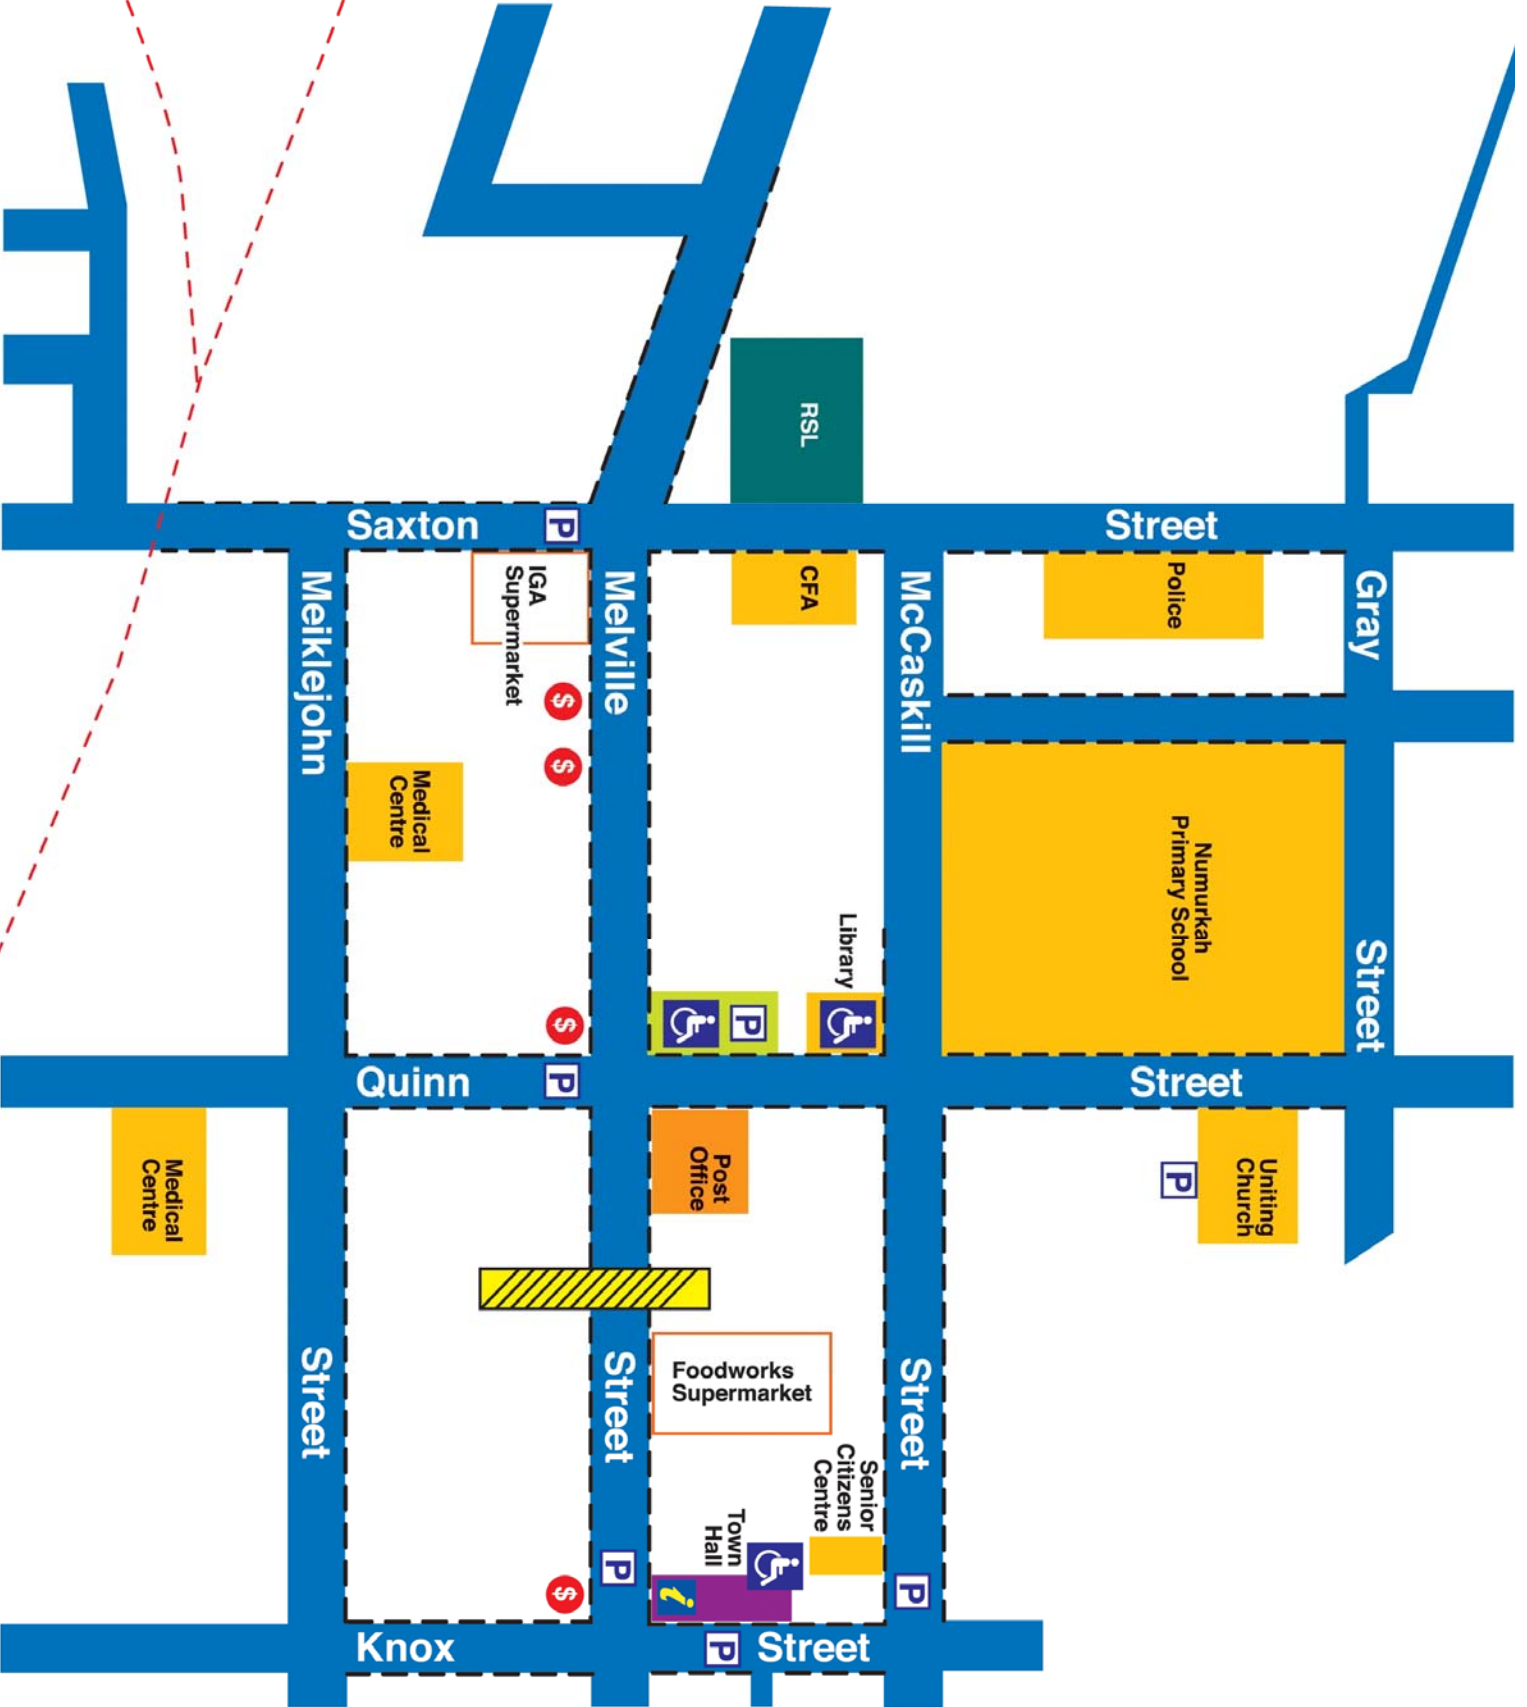 RSL
Saxton
P
Street
IGA
Supermarket
Melville
CFA
McCaskill
Police
Gray
Meiklejohn
$
$
Medical
Centre
Numurkah
Primary School
Library
Street
$
P
Quinn
P
Street
Medical
Centre
Post
Office
P
Uniting
Church
Street
Street
Street
Foodworks
Supermarket
Senior
Citizens
Centre
Town
Hall
P
$
i
P
Knox
P
Street